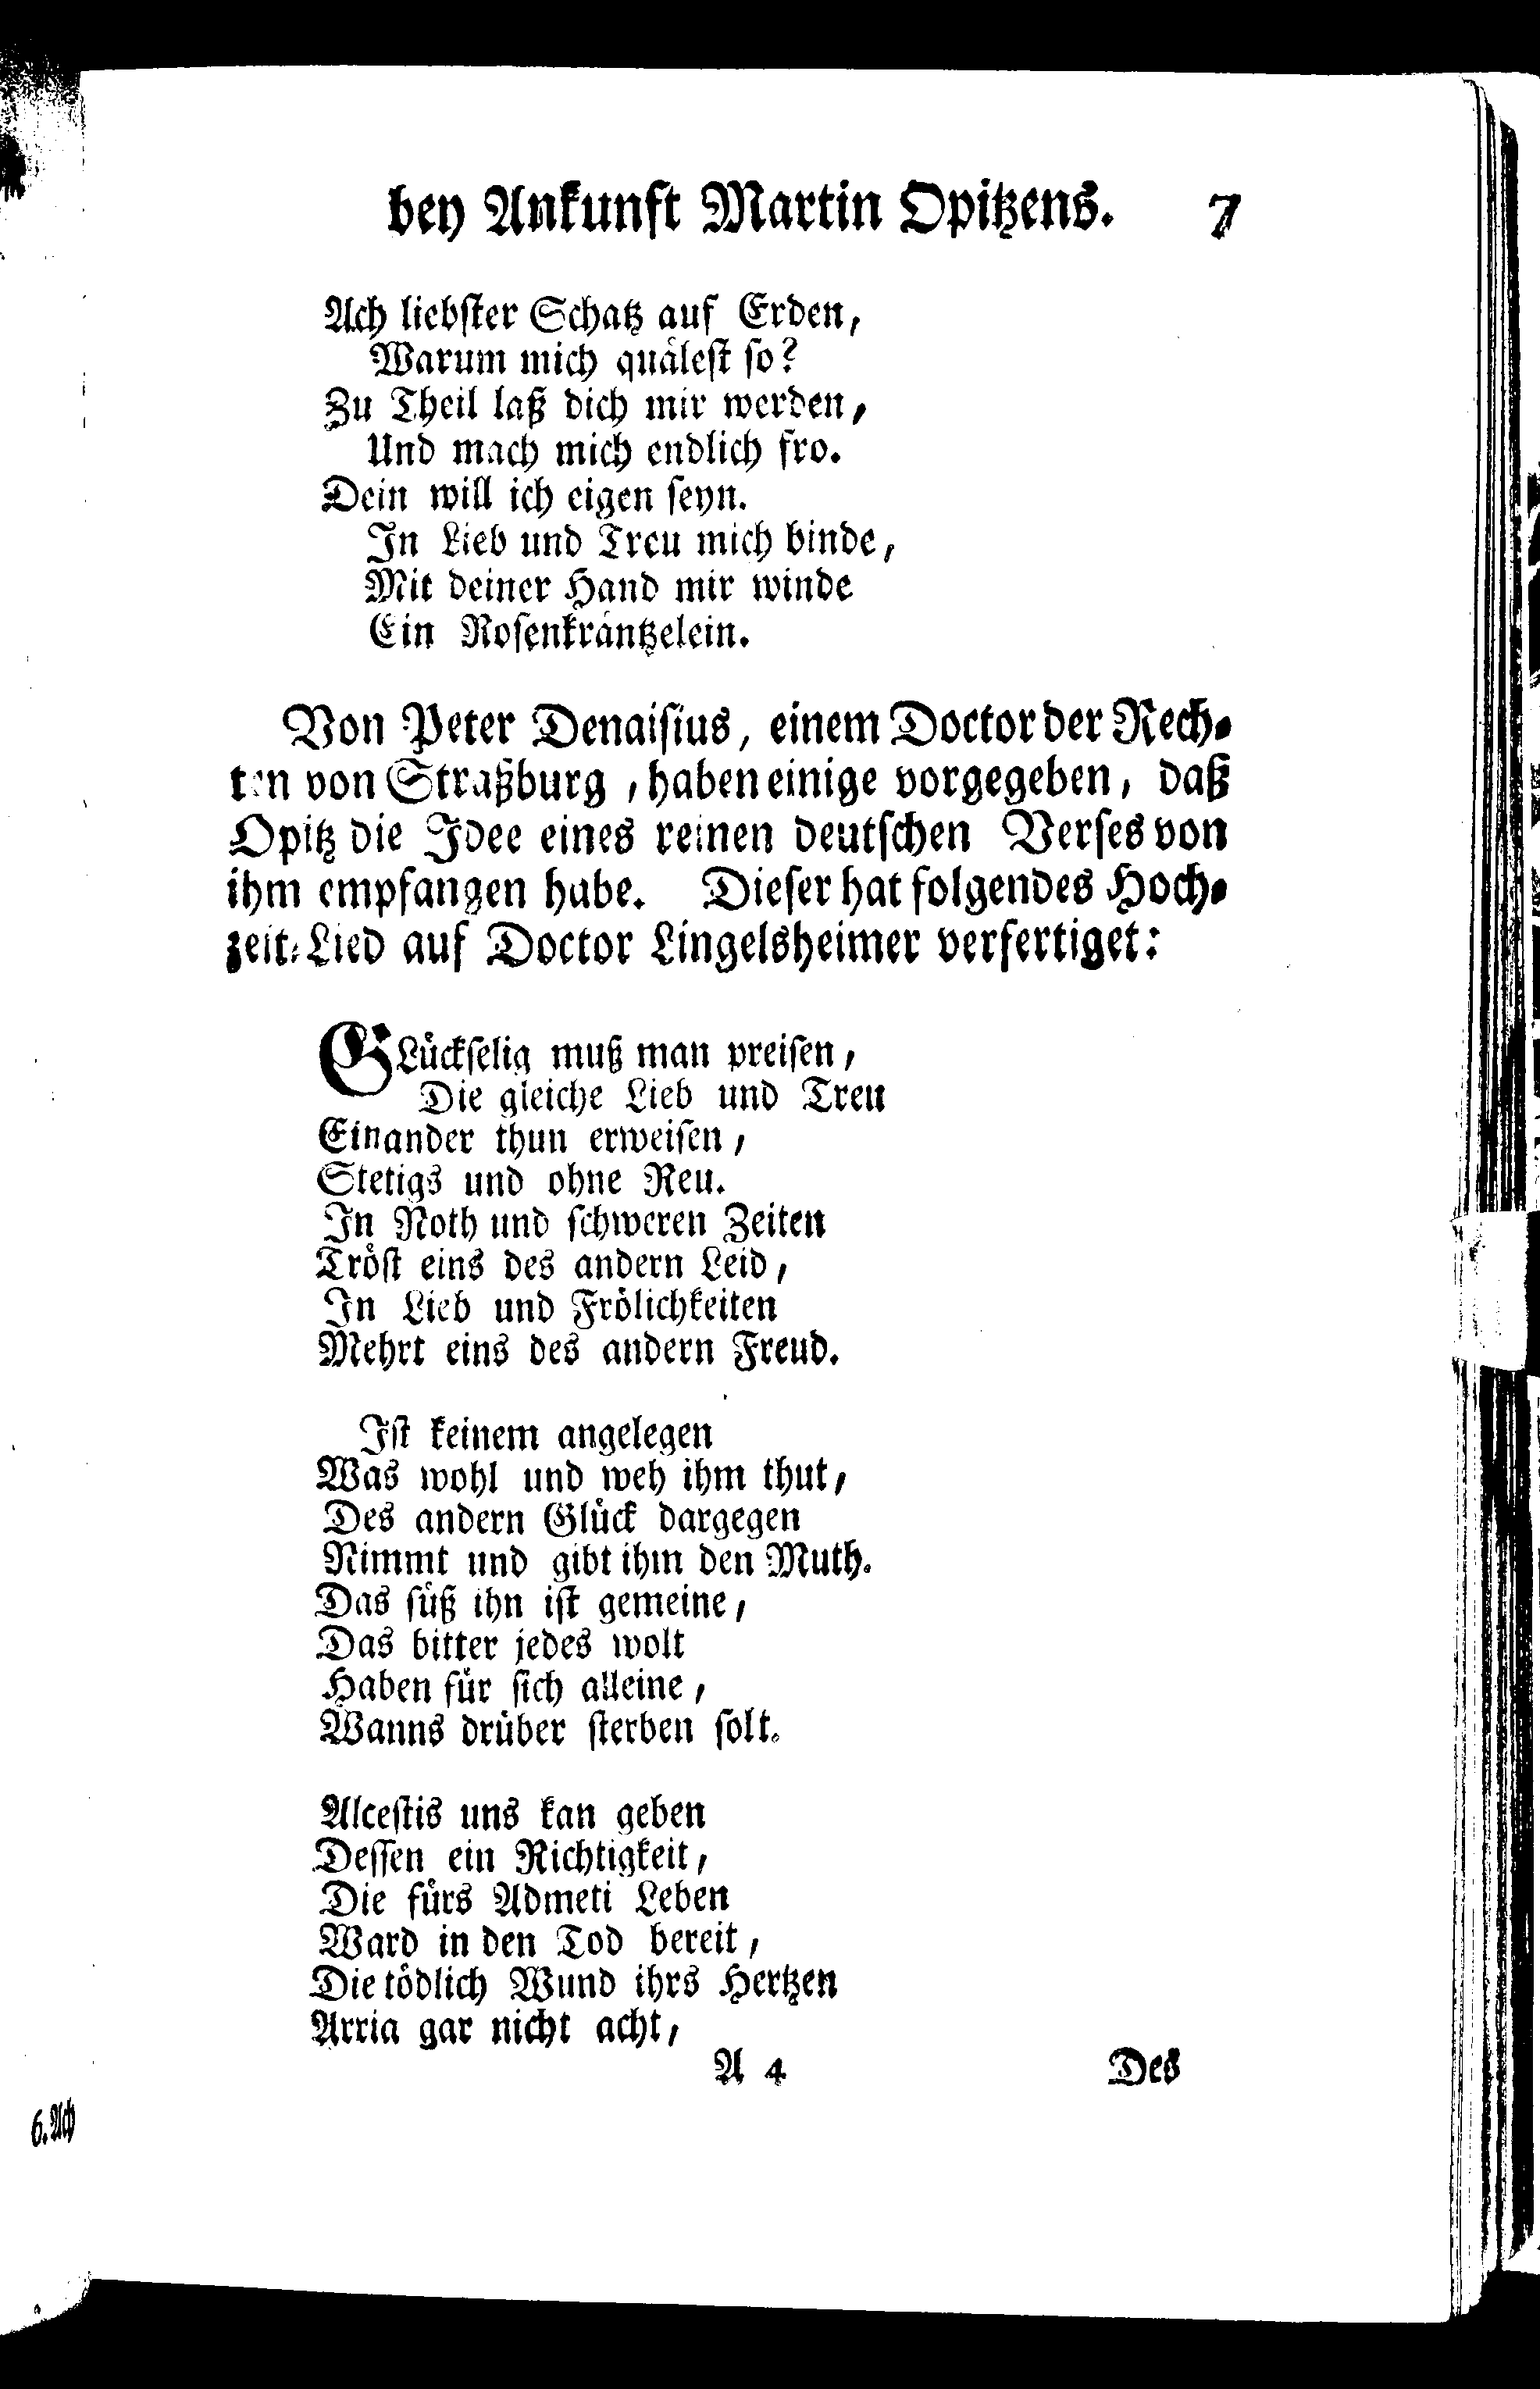 bey Ankunft Martin Opitzens. 7
Ach liebster Schatz auf Erden,
Warum mich quälest so?
Zu Theil laß dich mir werden,
Und mach mich endlich fro.
Dein will ich eigen seyn.
In Lieb und Treu mich binde,
Mit deiner Hand mir winde
Ein Rosenkräntzelein.
Von Peter Denaisius, einem Doctor der Rech-
ten von Straßburg, haben einige vorgegeben, daß
Opitz die Idee eines reinen deutschen Verses von
ihm empfangen habe. Dieser hat folgendes Hoch-
zeit-Lied auf Doctor Lingelsheimer verfertiget:
GLückselig muß man preisen,
Die gleiche Lieb und Treu
Einander thun erweisen,
Stetigs und ohne Reu.
In Noth und schweren Zeiten
Tröst eins des andern Leid,
In Lieb und Frölichkeiten
Mehrt eins des andern Freud.
Ist keinem angelegen
Was wohl und weh ihm thut,
Des andern Glück dargegen
Nimmt und gibt ihm den Muth.
Das süß ihn ist gemeine,
Das bitter jedes wolt
Haben für sich alleine,
Wanns drüber sterben solt.
Alcestis uns kan geben
Dessen ein Richtigkeit,
Die fürs Admeti Leben
Ward in den Tod bereit,
Die tödlich Wund ihrs Hertzen
Arria gar nicht acht,
A 4 Des
6. Ach